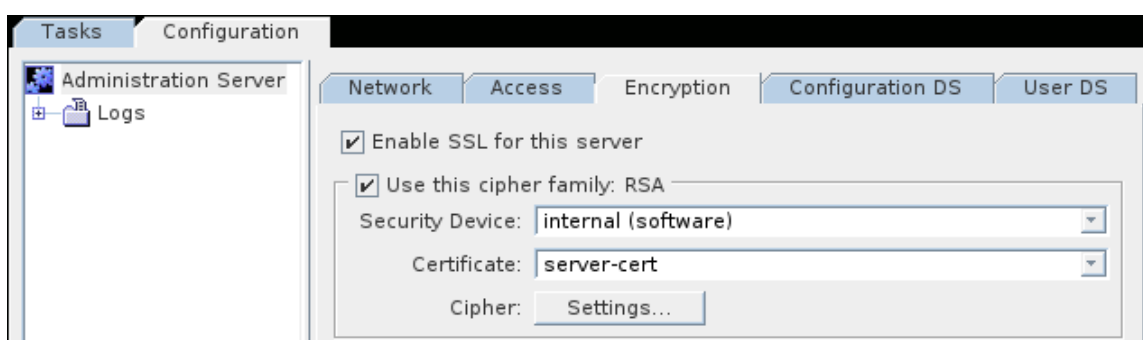 Tasks Configuration
Administration Server
Logs
Network Access Encryption Configuration DS User DS
Enable SSL for this server
Use this cipher family: RSA
Security Device: internal (software)
Certificate: server-cert
Cipher: Settings...